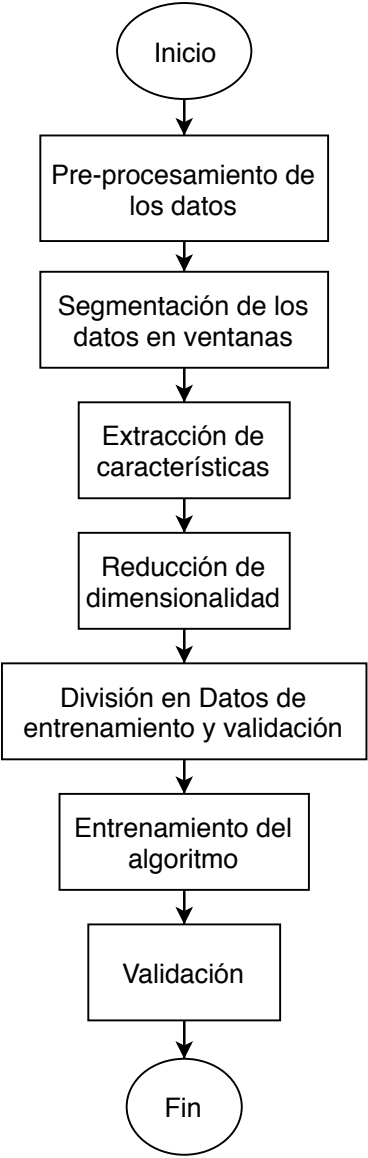 Inicio
Pre-procesamiento de
los datos
Segmentación de los
datos en ventanas
Extracción de
característíticas
Reducción de
dimensionalidad
División en Datos de
entrenamiento y validación
Entrenamiento del
algoritmo
Validación
Fin